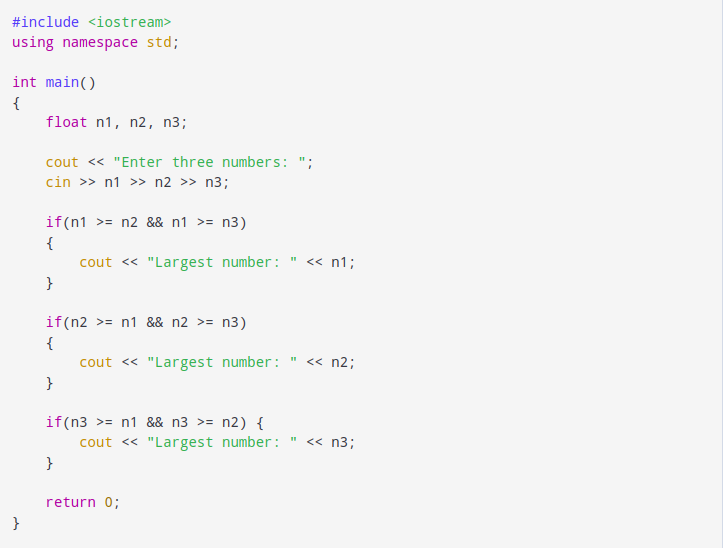 #include <iostream>
using namespace std;

int main()
{
    float n1, n2, n3;

    cout << "Enter three numbers: ";
    cin >> n1 >> n2 >> n3;

    if(n1 >= n2 && n1 >= n3)
    {
        cout << "Largest number: " << n1;
    }

    if(n2 >= n1 && n2 >= n3)
    {
        cout << "Largest number: " << n2;
    }

    if(n3 >= n1 && n3 >= n2) {
        cout << "Largest number: " << n3;
    }

    return 0;
}